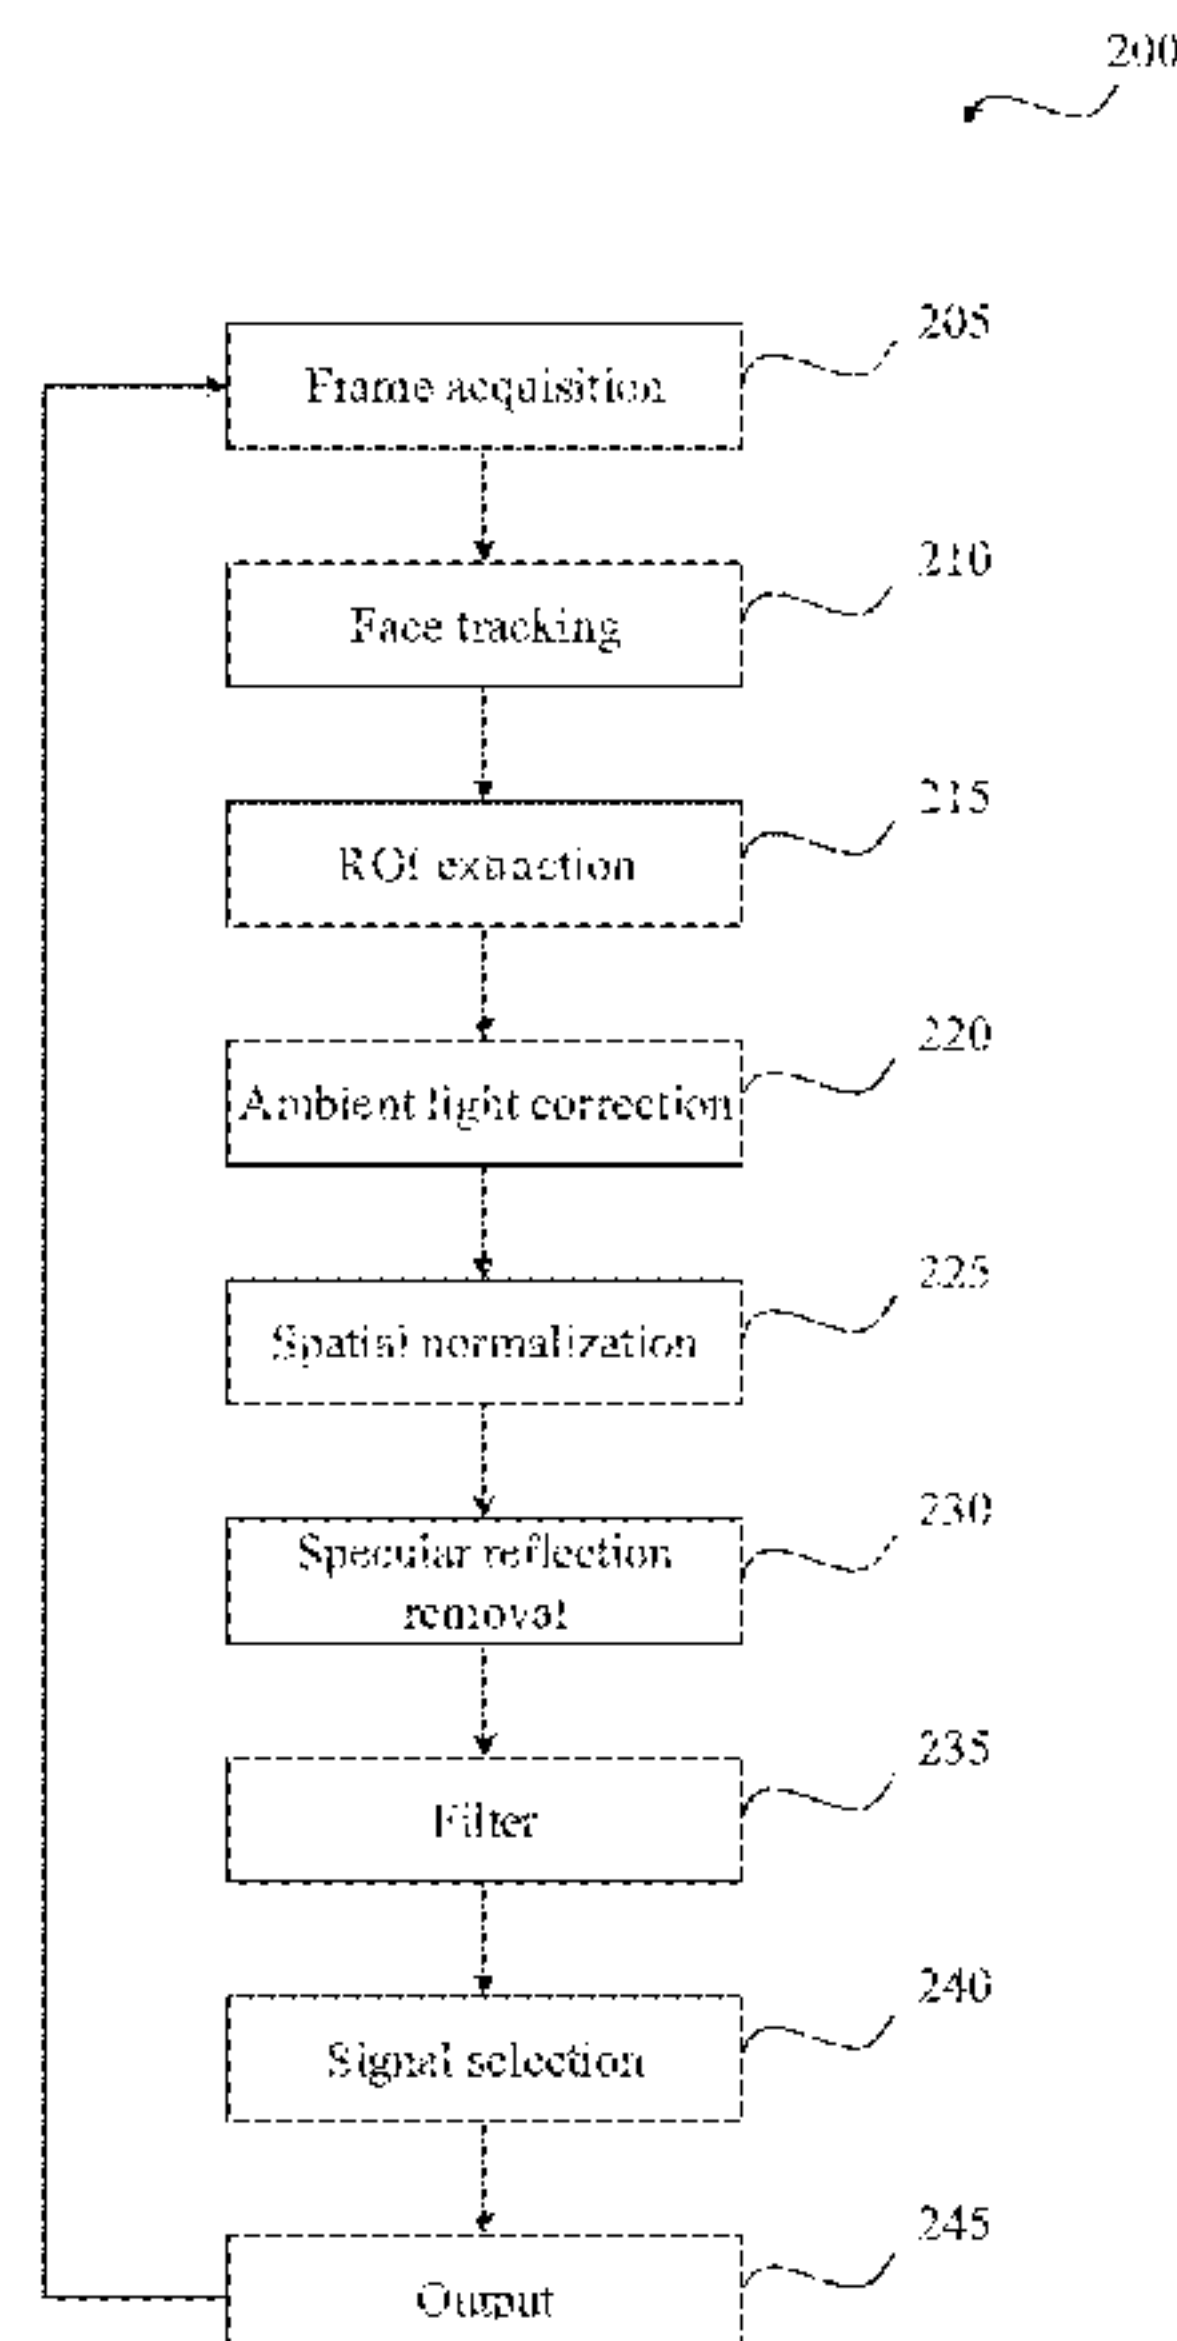 200
205
Frame acquisition
210
Face tracking
215
ROI extraction
220
Ambient light correction
225
Spatial normalization
230
Specular reflection
removal
235
Filter
240
Signal selection
245
Output